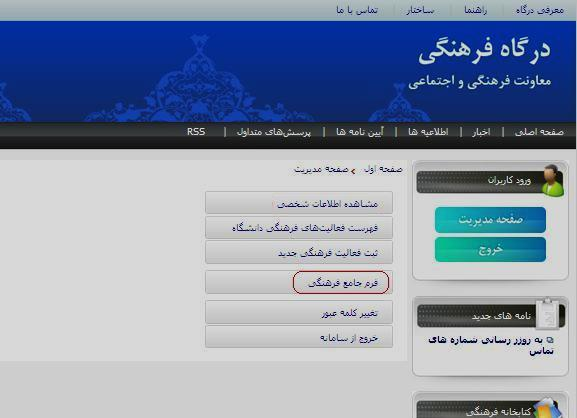 معرفی درگاه | راهنما | ساختار | تماس با ما
درگاه فرهنگی
معاونت فرهنگی و اجتماعی
صفحه اصلی | اخبار | اطلاعیه ها | آیین نامه ها | پرسش‌های متداول | RSS
ورود کاربران
صفحه مدیریت
خروج
نامه های جدید
به روزر رسانی شماره های
تماس
کتابخانه فرهنگی
صفحه اول › صفحه مدیریت
مشاهده اطلاعات شخصی
فهرست فعالیت‌های فرهنگی دانشگاه
ثبت فعالیت فرهنگی جدید
فرم جامع فرهنگی
تغییر کلمه عبور
خروج از سامانه